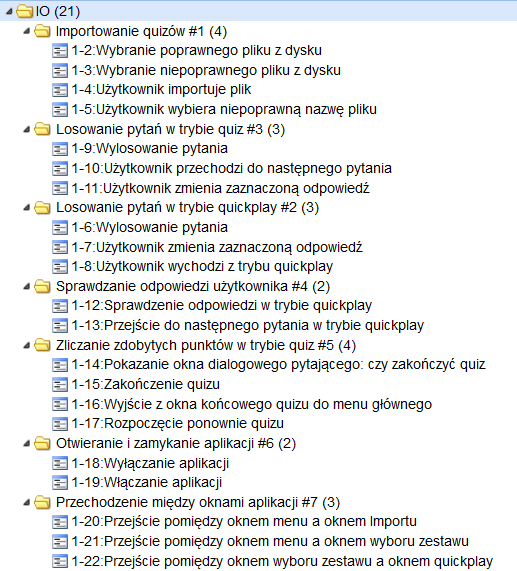 IO (21)
Importowanie quizów #1 (4)
1-2:Wybranie poprawnego pliku z dysku
1-3:Wybranie niepoprawnego pliku z dysku
1-4:Użytkownik importuje plik
1-5:Użytkownik wybiera niepoprawną nazwę pliku
Losowanie pytań w trybie quiz #3 (3)
1-9:Wylosowanie pytania
1-10:Użytkownik przechodzi do następnego pytania
1-11:Użytkownik zmienia zaznaczoną odpowiedź
Losowanie pytań w trybie quickplay #2 (3)
1-6:Wylosowanie pytania
1-7:Użytkownik zmienia zaznaczoną odpowiedź
1-8:Użytkownik wychodzi z trybu quickplay
Sprawdzanie odpowiedzi użytkownika #4 (2)
1-12:Sprawdzenie odpowiedzi w trybie quickplay
1-13:Przejście do następnego pytania w trybie quickplay
Zliczanie zdobytych punktów w trybie quiz #5 (4)
1-14:Pokazanie okna dialogowego pytającego: czy zakończyć quiz
1-15:Zakończenie quizu
1-16:Wyjście z okna końcowego quizu do menu głównego
1-17:Rozpoczęcie ponownie quizu
Otwieranie i zamykanie aplikacji #6 (2)
1-18:Wyłączanie aplikacji
1-19:Włączanie aplikacji
Przechodzenie między oknami aplikacji #7 (3)
1-20:Przejście pomiędzy oknem menu a oknem Importu
1-21:Przejście pomiędzy oknem menu a oknem wyboru zestawu
1-22:Przejście pomiędzy oknem wyboru zestawu a oknem quickplay